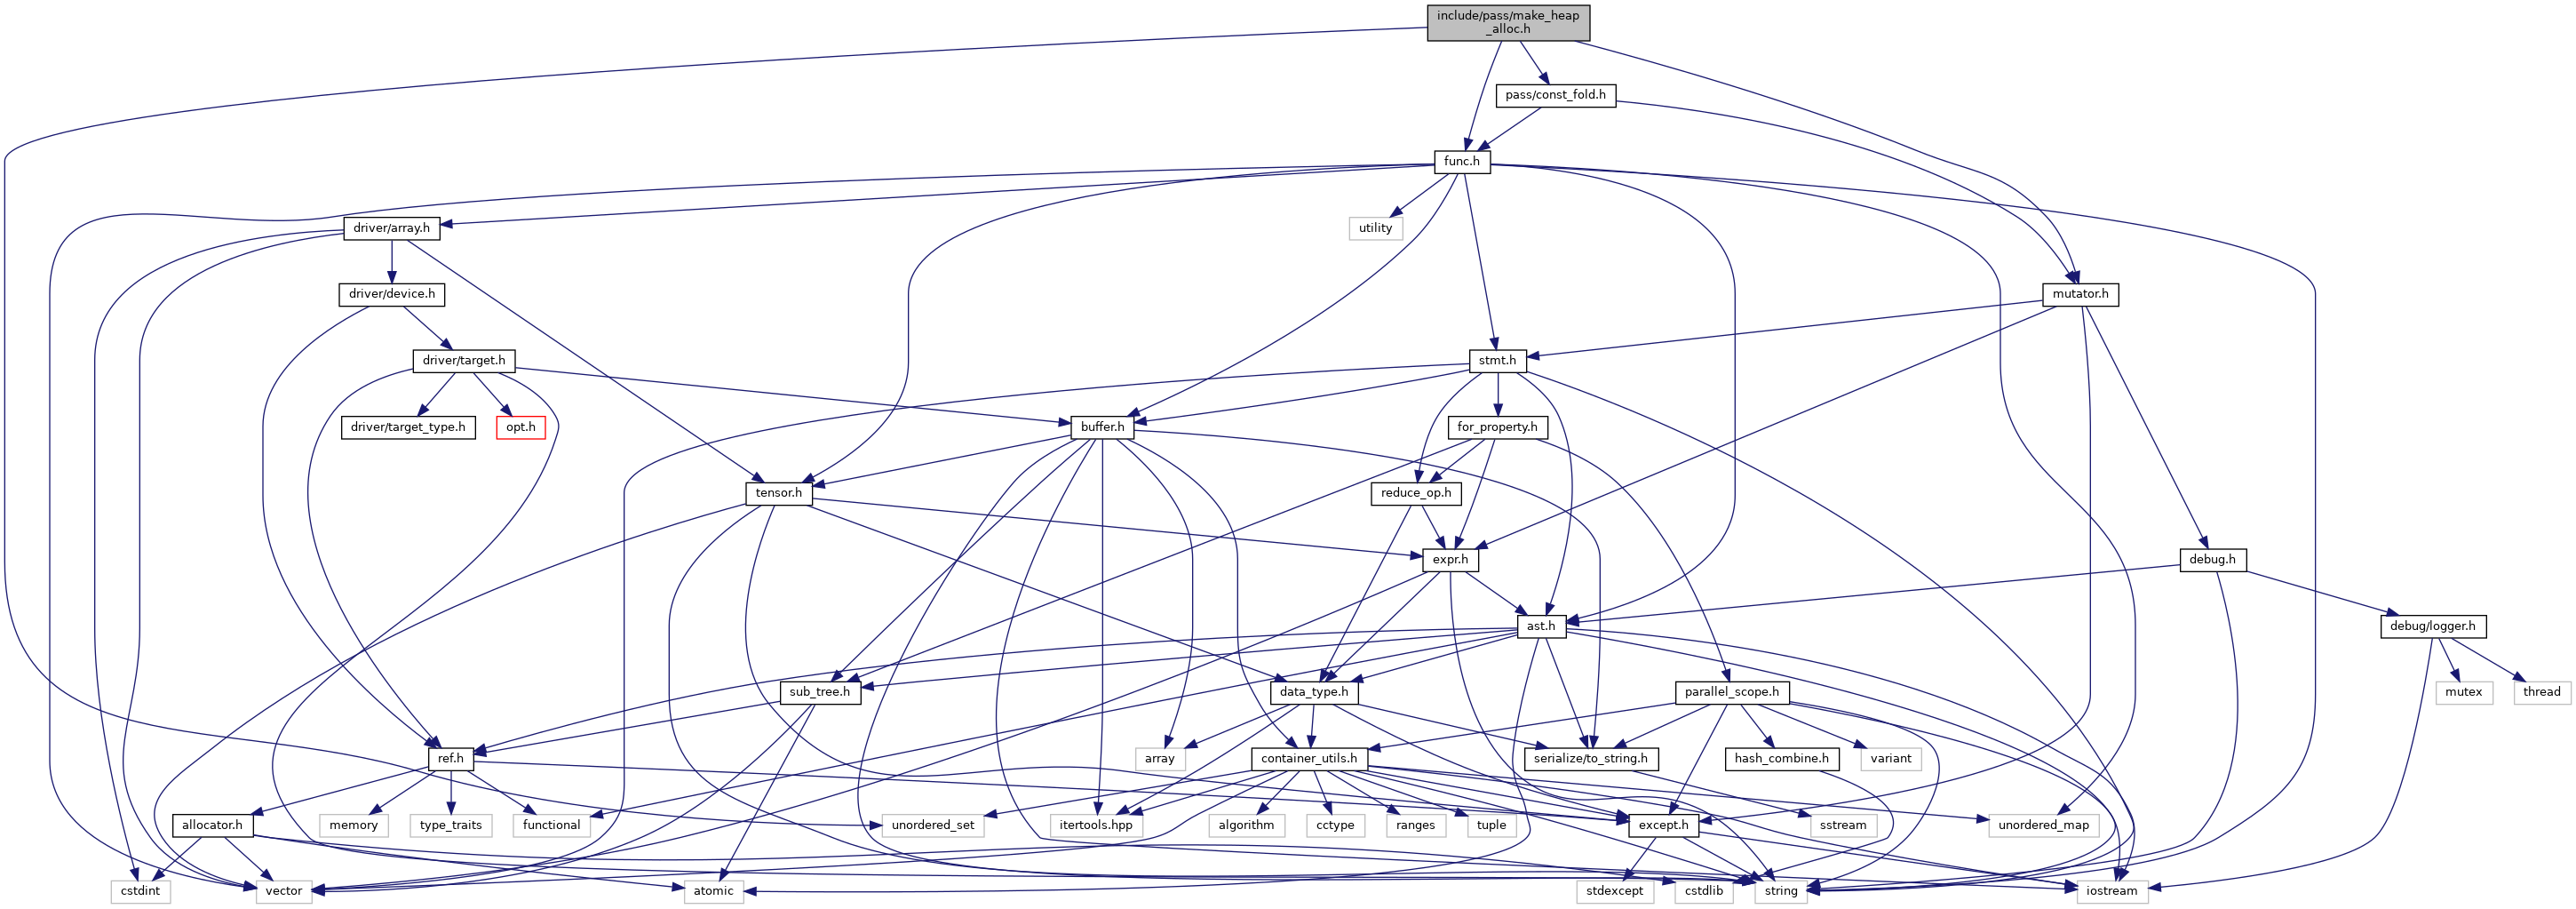 include/pass/make_heap
_alloc.h
pass/const_fold.h
func.h
driver/array.h
utility
driver/device.h
mutator.h
driver/target.h
stmt.h
driver/target_type.h
opt.h
buffer.h
for_property.h
tensor.h
reduce_op.h
expr.h
debug.h
ast.h
debug/logger.h
sub_tree.h
data_type.h
parallel_scope.h
mutex
thread
ref.h
array
container_utils.h
serialize/to_string.h
hash_combine.h
variant
allocator.h
memory
type_traits
functional
unordered_set
itertools.hpp
algorithm
cctype
ranges
tuple
except.h
sstream
unordered_map
cstdint
vector
atomic
stdexcept
cstdlib
string
iostream